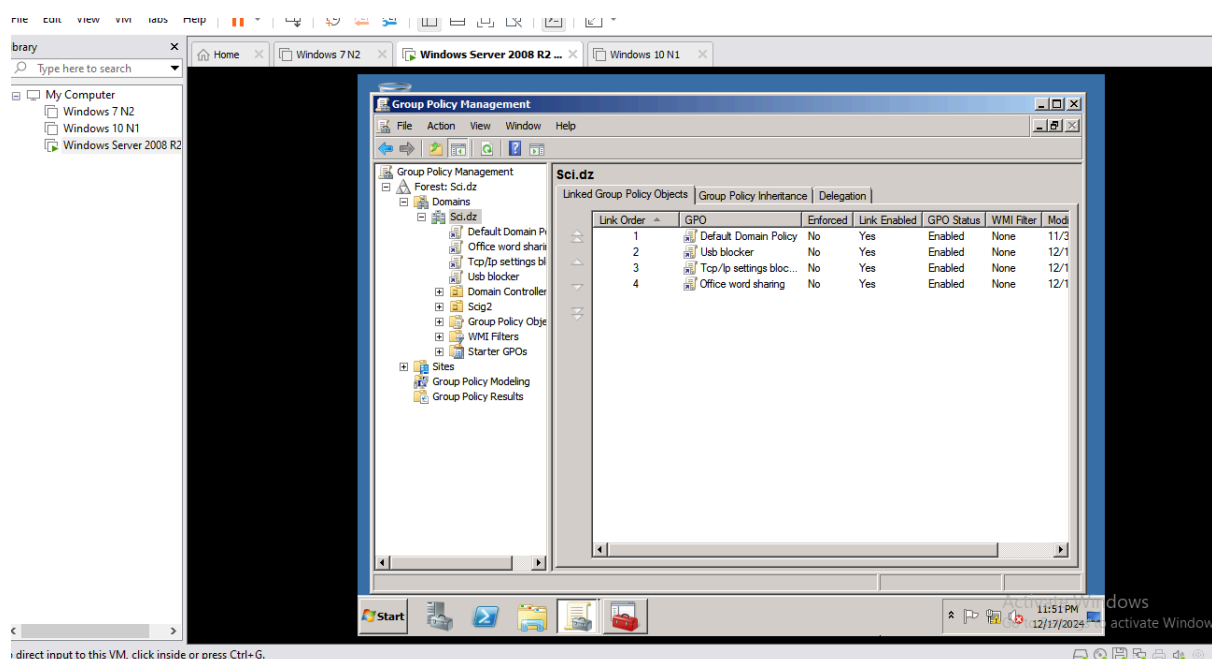 File Edit View VM Tabs Help
brary
Type here to search
My Computer
Windows 7 N2
Windows 10 N1
Windows Server 2008 R2
Home
Windows 7 N2
Windows Server 2008 R2 ...
Windows 10 N1
Group Policy Management
File Action View Window Help
Group Policy Management
Forest: Sci.dz
Domains
Sci.dz
Default Domain P
Office word shari
Tcp/Ip settings bl
Usb blocker
Domain Controller
Scig2
Group Policy Obje
WMI Filters
Starter GPOs
Sites
Group Policy Modeling
Group Policy Results
Sci.dz
Linked Group Policy Objects Group Policy Inheritance Delegation
Link Order GPO Enforced Link Enabled GPO Status WMI Filter Modi
1 Default Domain Policy No Yes Enabled None 11/3
2 Usb blocker No Yes Enabled None 12/1
3 Tcp/Ip settings bloc... No Yes Enabled None 12/1
4 Office word sharing No Yes Enabled None 12/1
Start
11:51 PM
12/17/2024
Activate Windows
activate Window
direct input to this VM, click inside or press Ctrl+G.